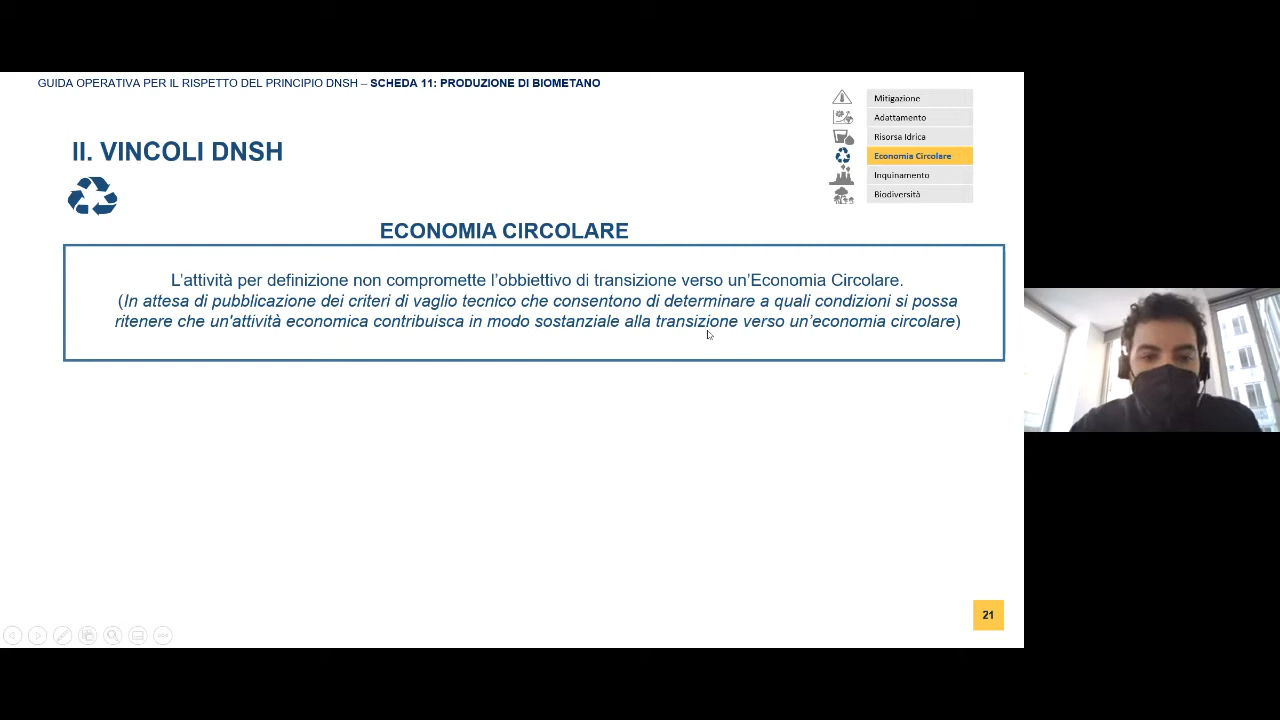 GUIDA OPERATIVA PER IL RISPETTO DEL PRINCIPIO DNSH – SCHEDA 11: PRODUZIONE DI BIOMETANO
Mitigazione
Adattamento
Risorsa Idrica
Economia Circolare
Inquinamento
Biodiversità
II. VINCOLI DNSH
ECONOMIA CIRCOLARE
L'attività per definizione non compromette l'obbiettivo di transizione verso un'Economia Circolare.
(In attesa di pubblicazione dei criteri di vaglio tecnico che consentono di determinare a quali condizioni si possa
ritenere che un'attività economica contribuisca in modo sostanziale alla transizione verso un'economia circolare)
21